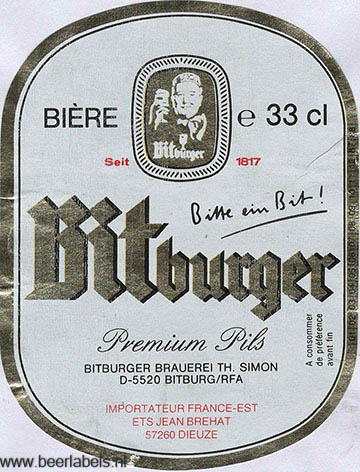 BIÈRE
e 33 cl
Bitburger
Seit 1817
Bitte ein Bit!
Bitburger
Premium Pils
BITBURGER BRAUEREI TH. SIMON
D-5520 BITBURG/RFA
A consommer
de préférence
avant fin
IMPORTATEUR FRANCE-EST
ETS JEAN BREHAT
57260 DIEUZE
www.beerlabels.nl